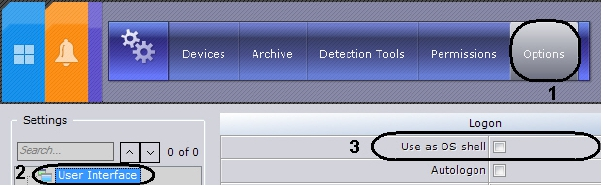 Devices Archive Detection Tools Permissions Options
1
Settings
Logon
Search... 0 of 0
3 Use as OS shell
2 User Interface
Autologon